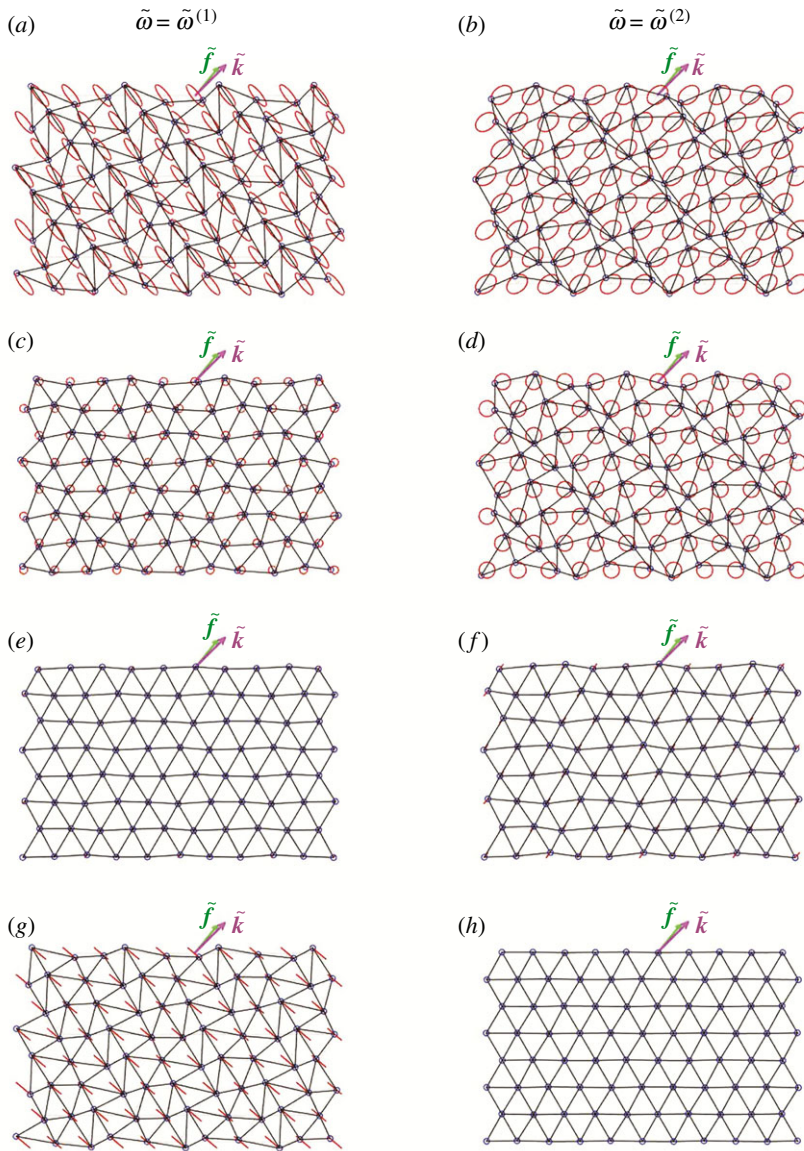 (a) ω̃ = ω̃⁽¹⁾ (b) ω̃ = ω̃⁽²⁾
f̃ k̃ f̃ k̃
(c) (d)
f̃ k̃ f̃ k̃
(e) (f)
f̃ k̃ f̃ k̃
(g) (h)
f̃ k̃ f̃ k̃